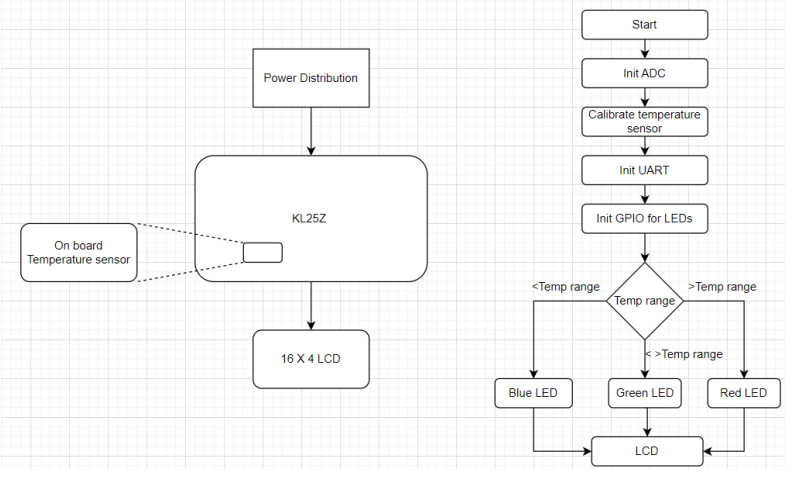 Power Distribution
KL25Z
On board
Temperature sensor
16 X 4 LCD
Start
Init ADC
Calibrate temperature
sensor
Init UART
Init GPIO for LEDs
<Temp range
Temp range
>Temp range
< >Temp range
Blue LED
Green LED
Red LED
LCD